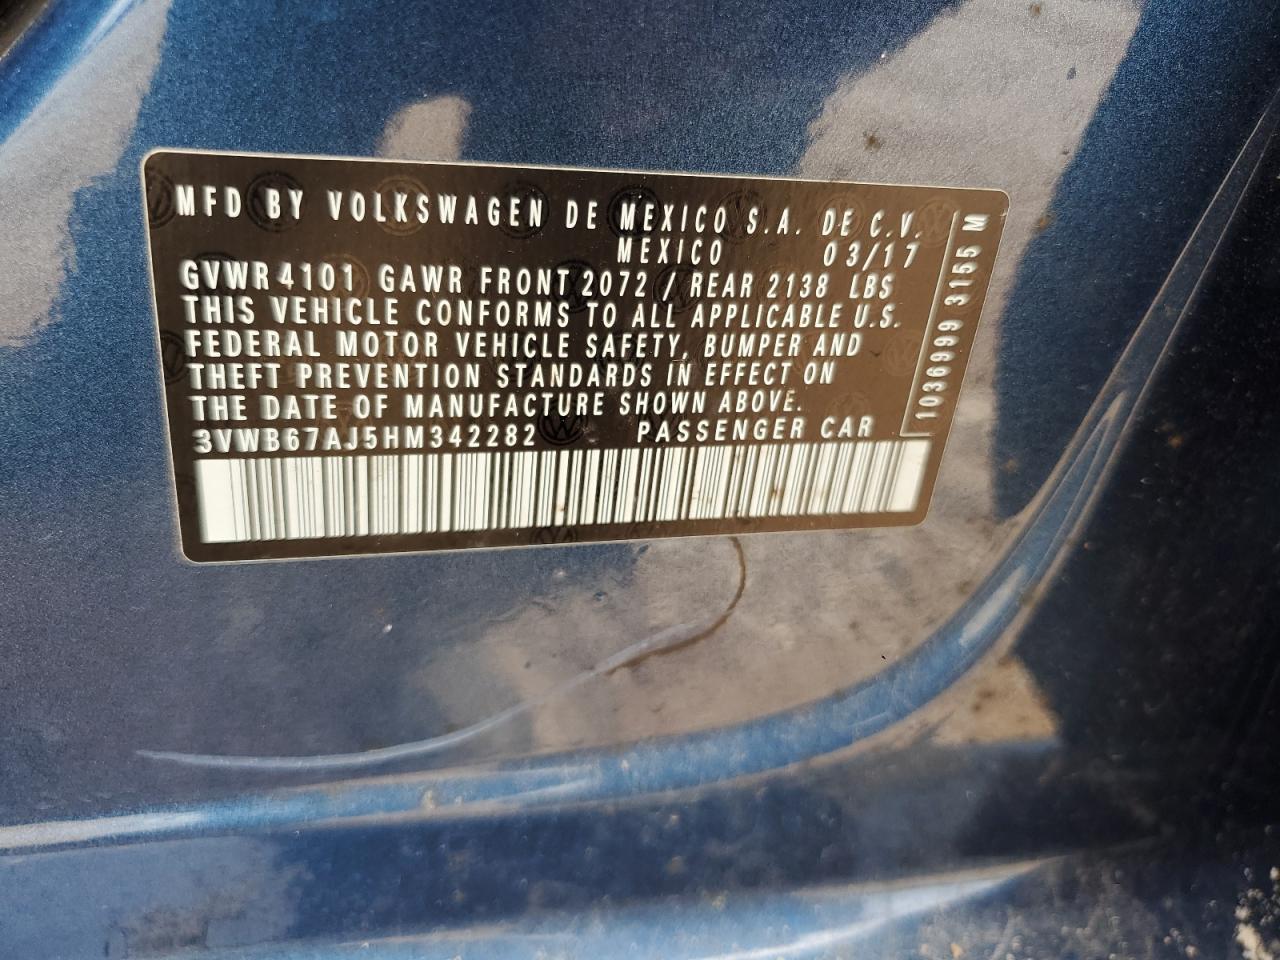 MFD BY VOLKSWAGEN DE MEXICO S.A. DE C.V.
MEXICO 03/17
GVWR 4101 GAWR FRONT 2072 / REAR 2138 LBS
THIS VEHICLE CONFORMS TO ALL APPLICABLE U.S.
FEDERAL MOTOR VEHICLE SAFETY, BUMPER AND
THEFT PREVENTION STANDARDS IN EFFECT ON
THE DATE OF MANUFACTURE SHOWN ABOVE.
3VWB67AJ5HM342282 PASSENGER CAR
1036999 3155 M